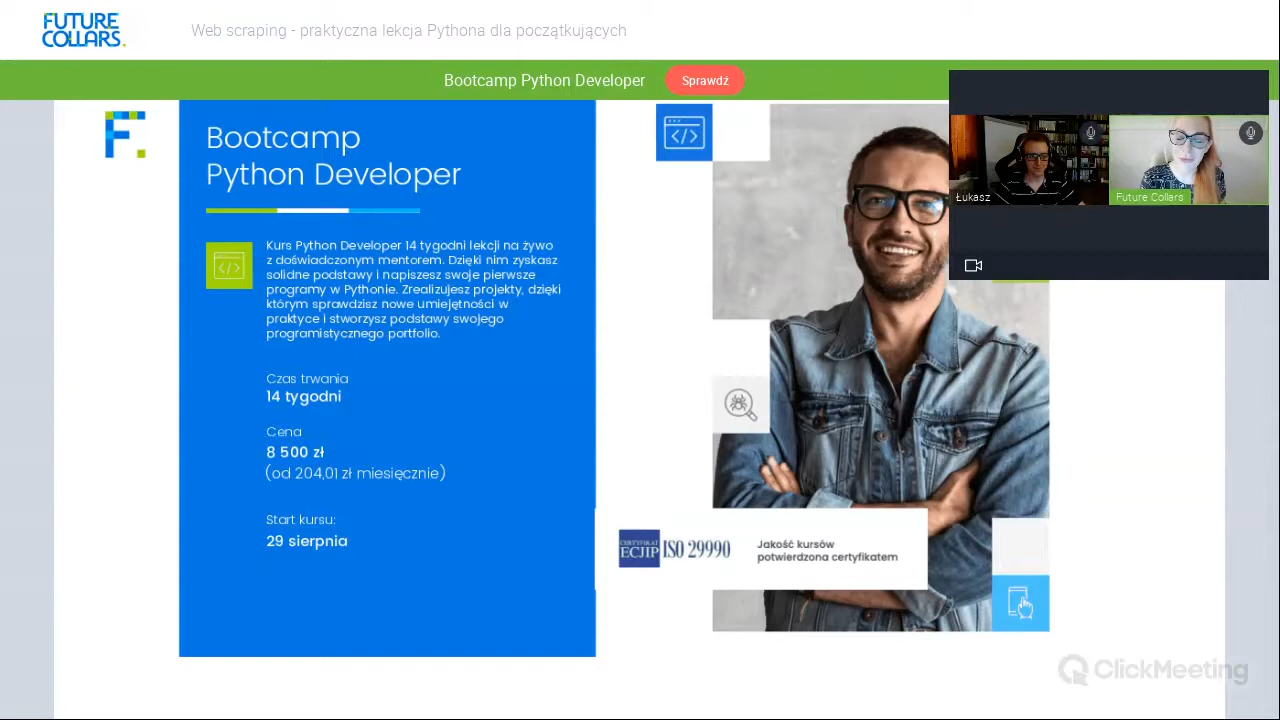 FUTURE
COLLARS.
Web scraping - praktyczna lekcja Pythona dla początkujących
Bootcamp Python Developer
Sprawdź
F.
Bootcamp
Python Developer
Kurs Python Developer 14 tygodni lekcji na żywo
z doświadczonym mentorem. Dzięki nim zyskasz
solidne podstawy i napiszesz swoje pierwsze
programy w Pythonie. Zrealizujesz projekty, dzięki
którym sprawdzisz nowe umiejętności w
praktyce i stworzysz podstawy swojego
programistycznego portfolio.
Czas trwania
14 tygodni
Cena
8 500 zł
(od 204,01 zł miesięcznie)
Start kursu:
29 sierpnia
Łukasz
Future Collars
CERTYFIKAT
ECJIP
ISO 29990
Jakość kursów
potwierdzona certyfikatem
ClickMeeting